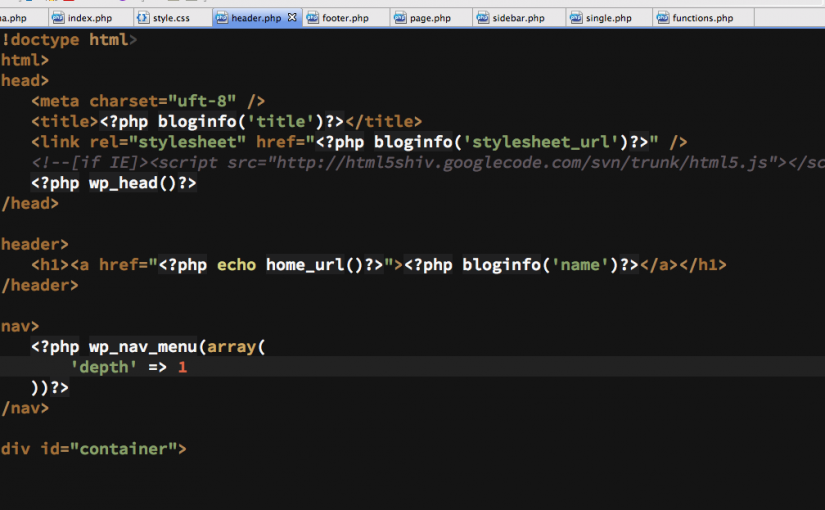 na.php index.php style.css header.php footer.php page.php sidebar.php single.php functions.php
!doctype html>
html>
head>
<meta charset="uft-8" />
<title><?php bloginfo('title')?></title>
<link rel="stylesheet" href="<?php bloginfo('stylesheet_url')?>" />
<!--[if IE]><script src="http://html5shiv.googlecode.com/svn/trunk/html5.js"></sc
<?php wp_head()?>
/head>
header>
<h1><a href="<?php echo home_url()?>"><?php bloginfo('name')?></a></h1>
/header>
nav>
<?php wp_nav_menu(array(
'depth' => 1
))?>
/nav>
div id="container">